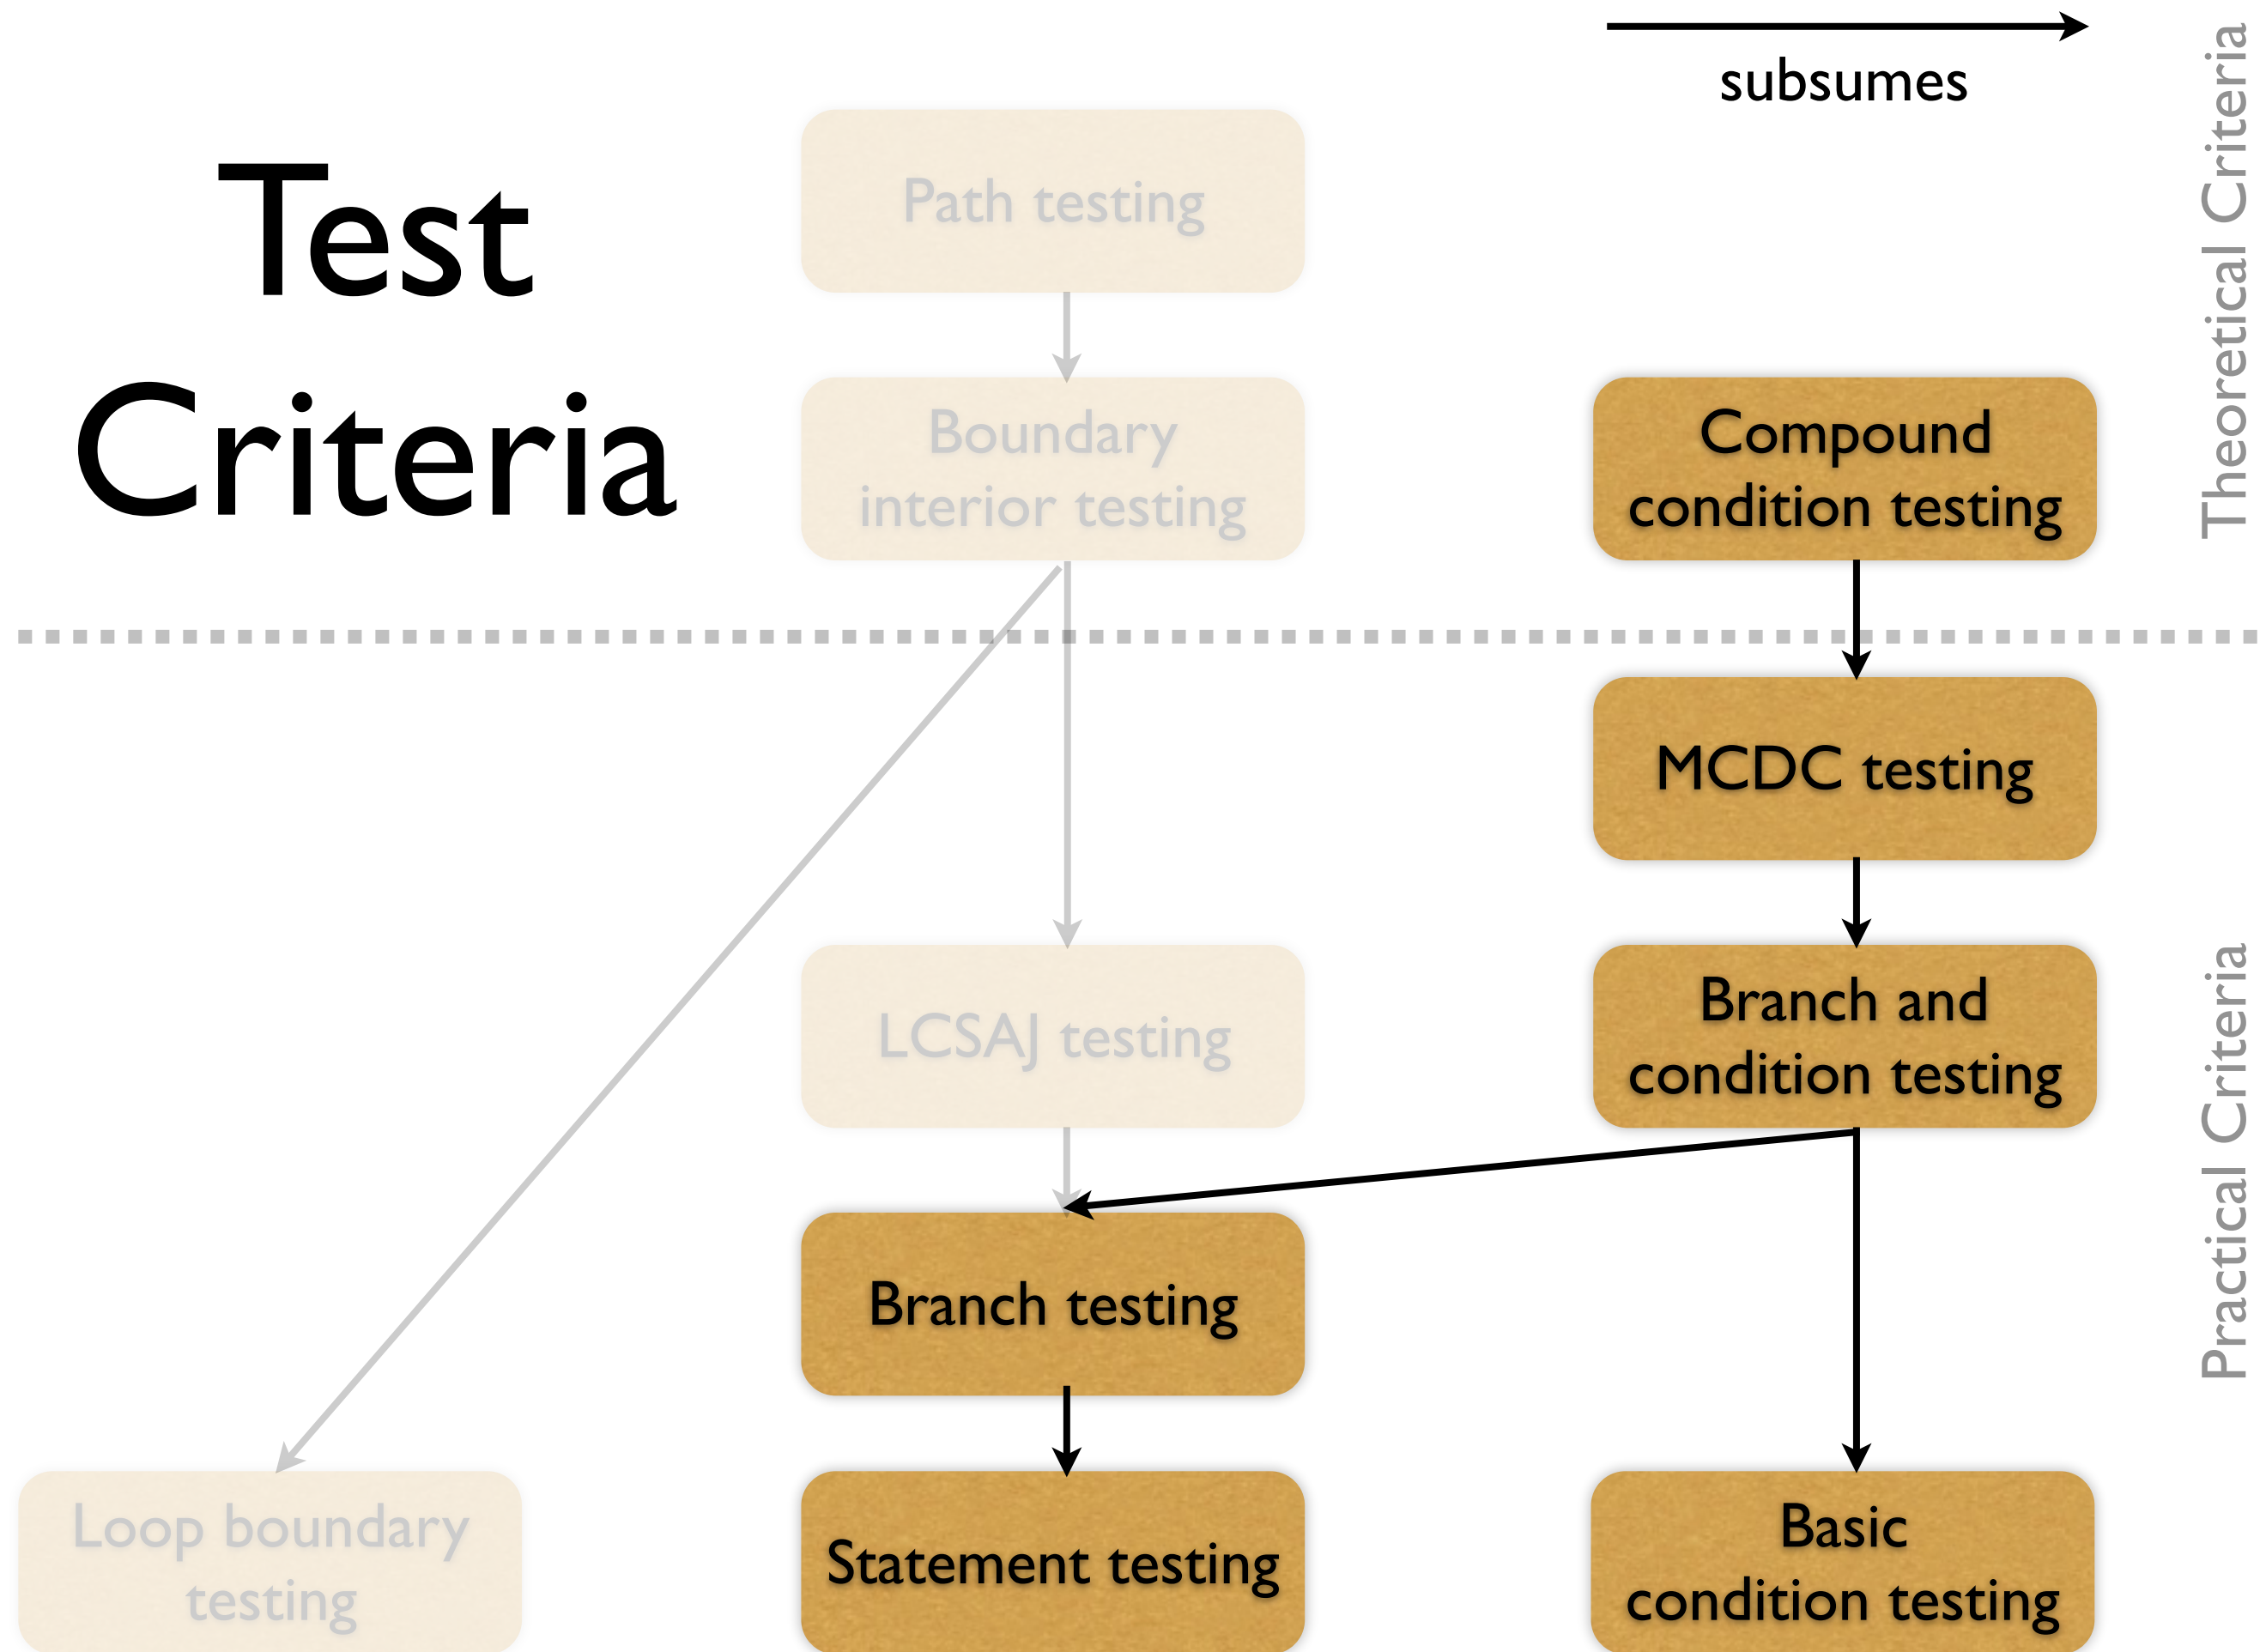 Test
Criteria
subsumes
Theoretical Criteria
Path testing
Boundary
interior testing
Compound
condition testing
MCDC testing
Practical Criteria
LCSAJ testing
Branch and
condition testing
Branch testing
Loop boundary
testing
Statement testing
Basic
condition testing